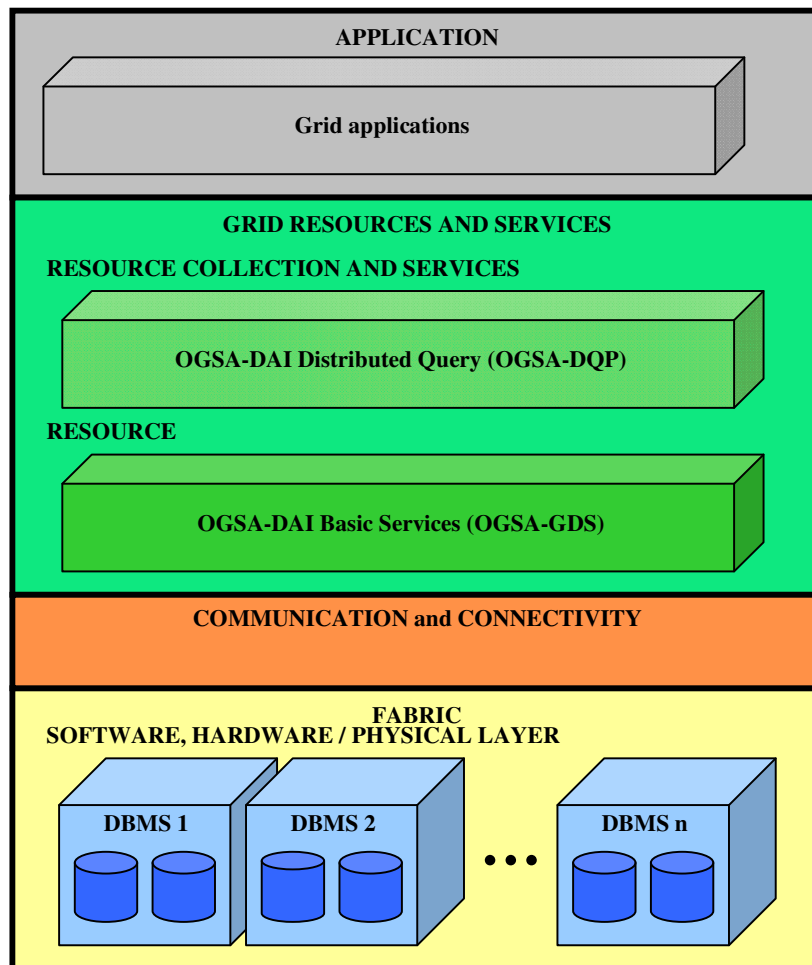 APPLICATION
Grid applications
GRID RESOURCES AND SERVICES
RESOURCE COLLECTION AND SERVICES
OGSA-DAI Distributed Query (OGSA-DQP)
RESOURCE
OGSA-DAI Basic Services (OGSA-GDS)
COMMUNICATION and CONNECTIVITY
FABRIC
SOFTWARE, HARDWARE / PHYSICAL LAYER
DBMS 1
DBMS 2
DBMS n